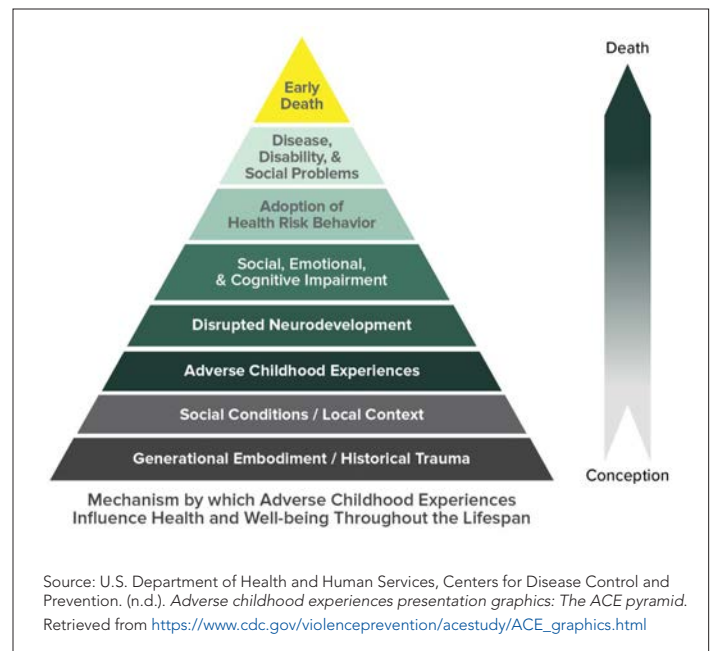 Death
Early
Death
Disease,
Disability, &
Social Problems
Adoption of
Health Risk Behavior
Social, Emotional,
& Cognitive Impairment
Disrupted Neurodevelopment
Adverse Childhood Experiences
Social Conditions / Local Context
Generational Embodiment / Historical Trauma
Conception
Mechanism by which Adverse Childhood Experiences
Influence Health and Well-being Throughout the Lifespan
Source: U.S. Department of Health and Human Services, Centers for Disease Control and
Prevention. (n.d.). Adverse childhood experiences presentation graphics: The ACE pyramid.
Retrieved from https://www.cdc.gov/violenceprevention/acestudy/ACE_graphics.html